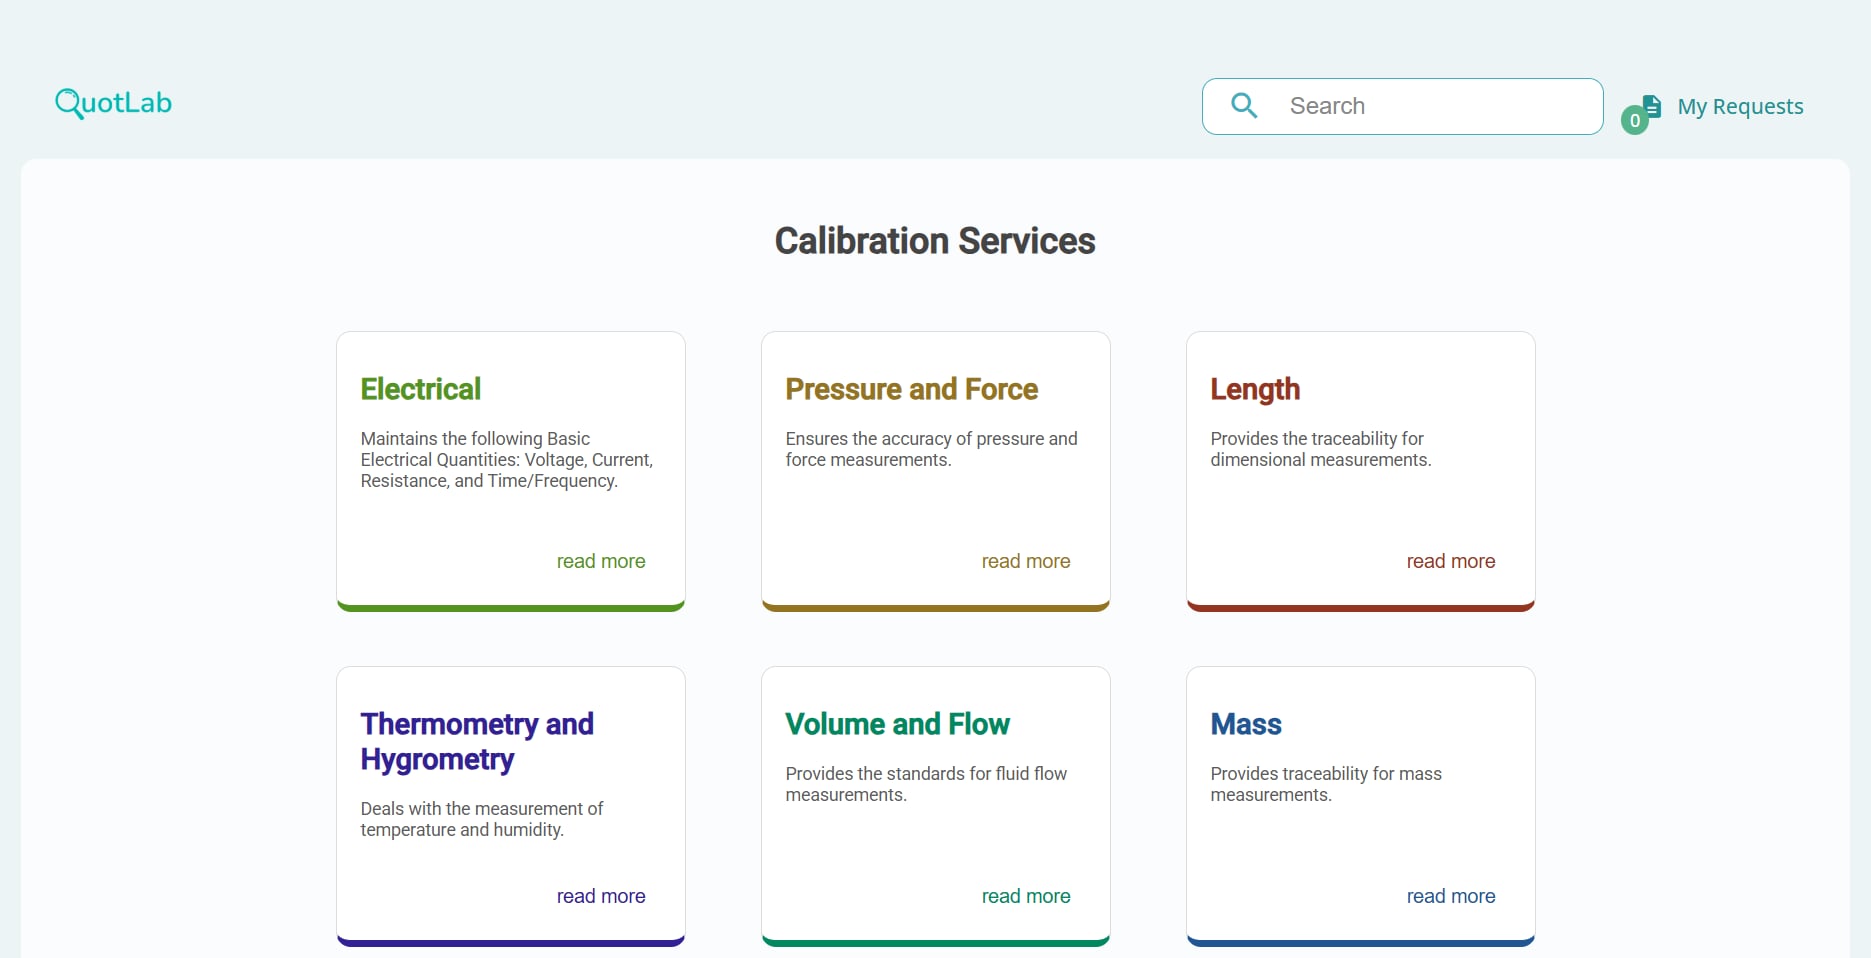 QuotLab
Search
0
My Requests
Calibration Services
Electrical
Maintains the following Basic
Electrical Quantities: Voltage, Current,
Resistance, and Time/Frequency.
read more
Pressure and Force
Ensures the accuracy of pressure and
force measurements.
read more
Length
Provides the traceability for
dimensional measurements.
read more
Thermometry and
Hygrometry
Deals with the measurement of
temperature and humidity.
read more
Volume and Flow
Provides the standards for fluid flow
measurements.
read more
Mass
Provides traceability for mass
measurements.
read more